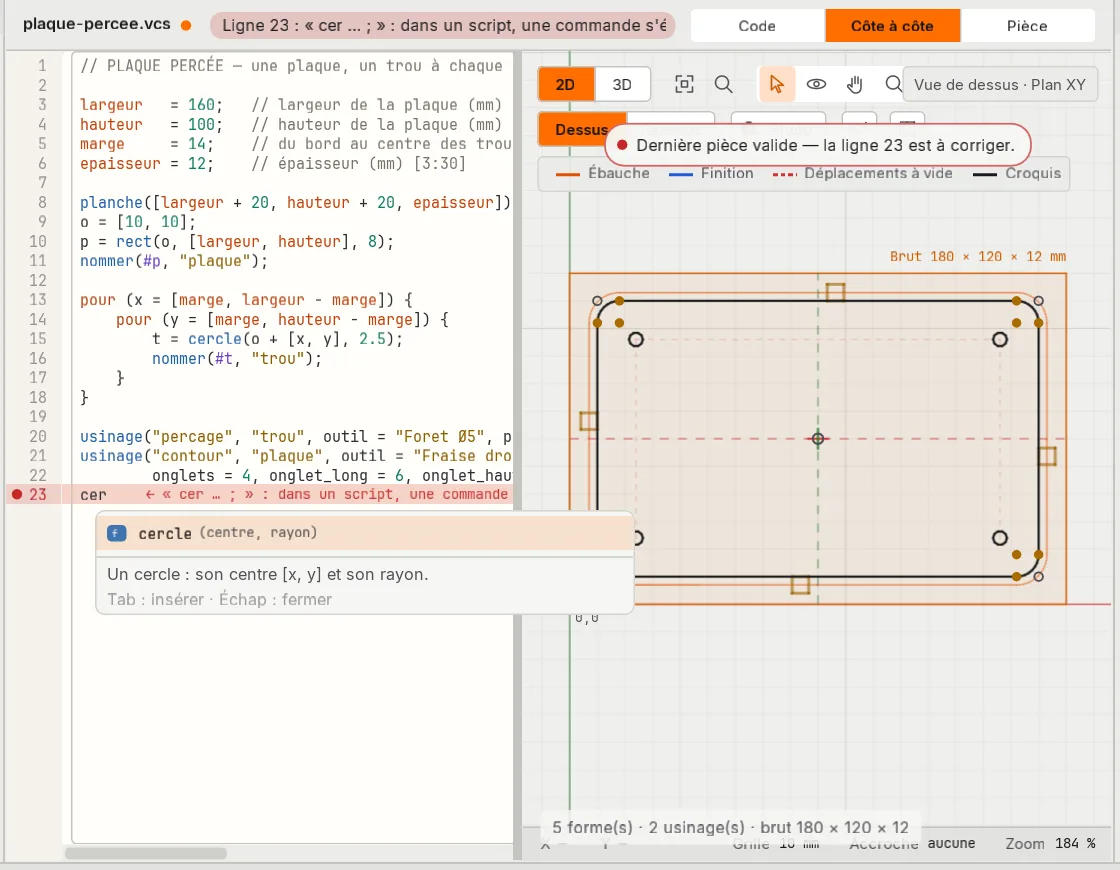 plaque-percee.vcs
Ligne 23 : « cer … ; » : dans un script, une commande s'é
Code
Côte à côte
Pièce
1 // PLAQUE PERCÉE — une plaque, un trou à chaque
2
3 largeur = 160; // largeur de la plaque (mm)
4 hauteur = 100; // hauteur de la plaque (mm)
5 marge = 14; // du bord au centre des trou
6 epaisseur = 12; // épaisseur (mm) [3:30]
7
8 planche([largeur + 20, hauteur + 20, epaisseur])
9 o = [10, 10];
10 p = rect(o, [largeur, hauteur], 8);
11 nommer(#p, "plaque");
12
13 pour (x = [marge, largeur - marge]) {
14 pour (y = [marge, hauteur - marge]) {
15 t = cercle(o + [x, y], 2.5);
16 nommer(#t, "trou");
17 }
18 }
19
20 usinage("percage", "trou", outil = "Foret Ø5", p
21 usinage("contour", "plaque", outil = "Fraise dro
22 onglets = 4, onglet_long = 6, onglet_hau
23 cer ← « cer … ; » : dans un script, une commande
f cercle (centre, rayon)
Un cercle : son centre [x, y] et son rayon.
Tab : insérer · Échap : fermer
2D
3D
Vue de dessus · Plan XY
Dessus
Dernière pièce valide — la ligne 23 est à corriger.
Ébauche
Finition
Déplacements à vide
Croquis
Brut 180 × 120 × 12 mm
0,0
5 forme(s) · 2 usinage(s) · brut 180 × 120 × 12
X
Y
Grille 10 mm
Accroche aucune
Zoom 184 %